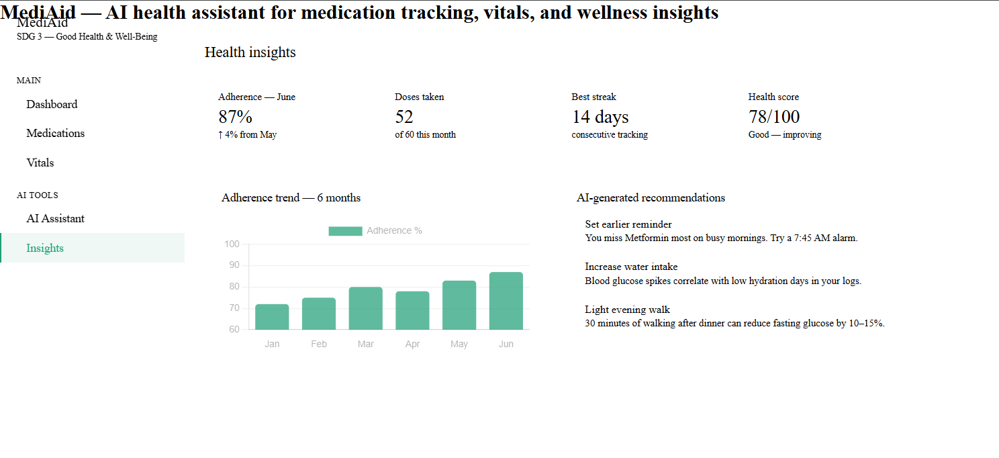 MediAid — AI health assistant for medication tracking, vitals, and wellness insights
MediAid
SDG 3 — Good Health & Well-Being
MAIN
Dashboard
Medications
Vitals
AI TOOLS
AI Assistant
Insights
Health insights
Adherence — June
87%
↑ 4% from May
Doses taken
52
of 60 this month
Best streak
14 days
consecutive tracking
Health score
78/100
Good — improving
Adherence trend — 6 months
Adherence %
100
90
80
70
60
Jan Feb Mar Apr May Jun
AI-generated recommendations
Set earlier reminder
You miss Metformin most on busy mornings. Try a 7:45 AM alarm.
Increase water intake
Blood glucose spikes correlate with low hydration days in your logs.
Light evening walk
30 minutes of walking after dinner can reduce fasting glucose by 10–15%.